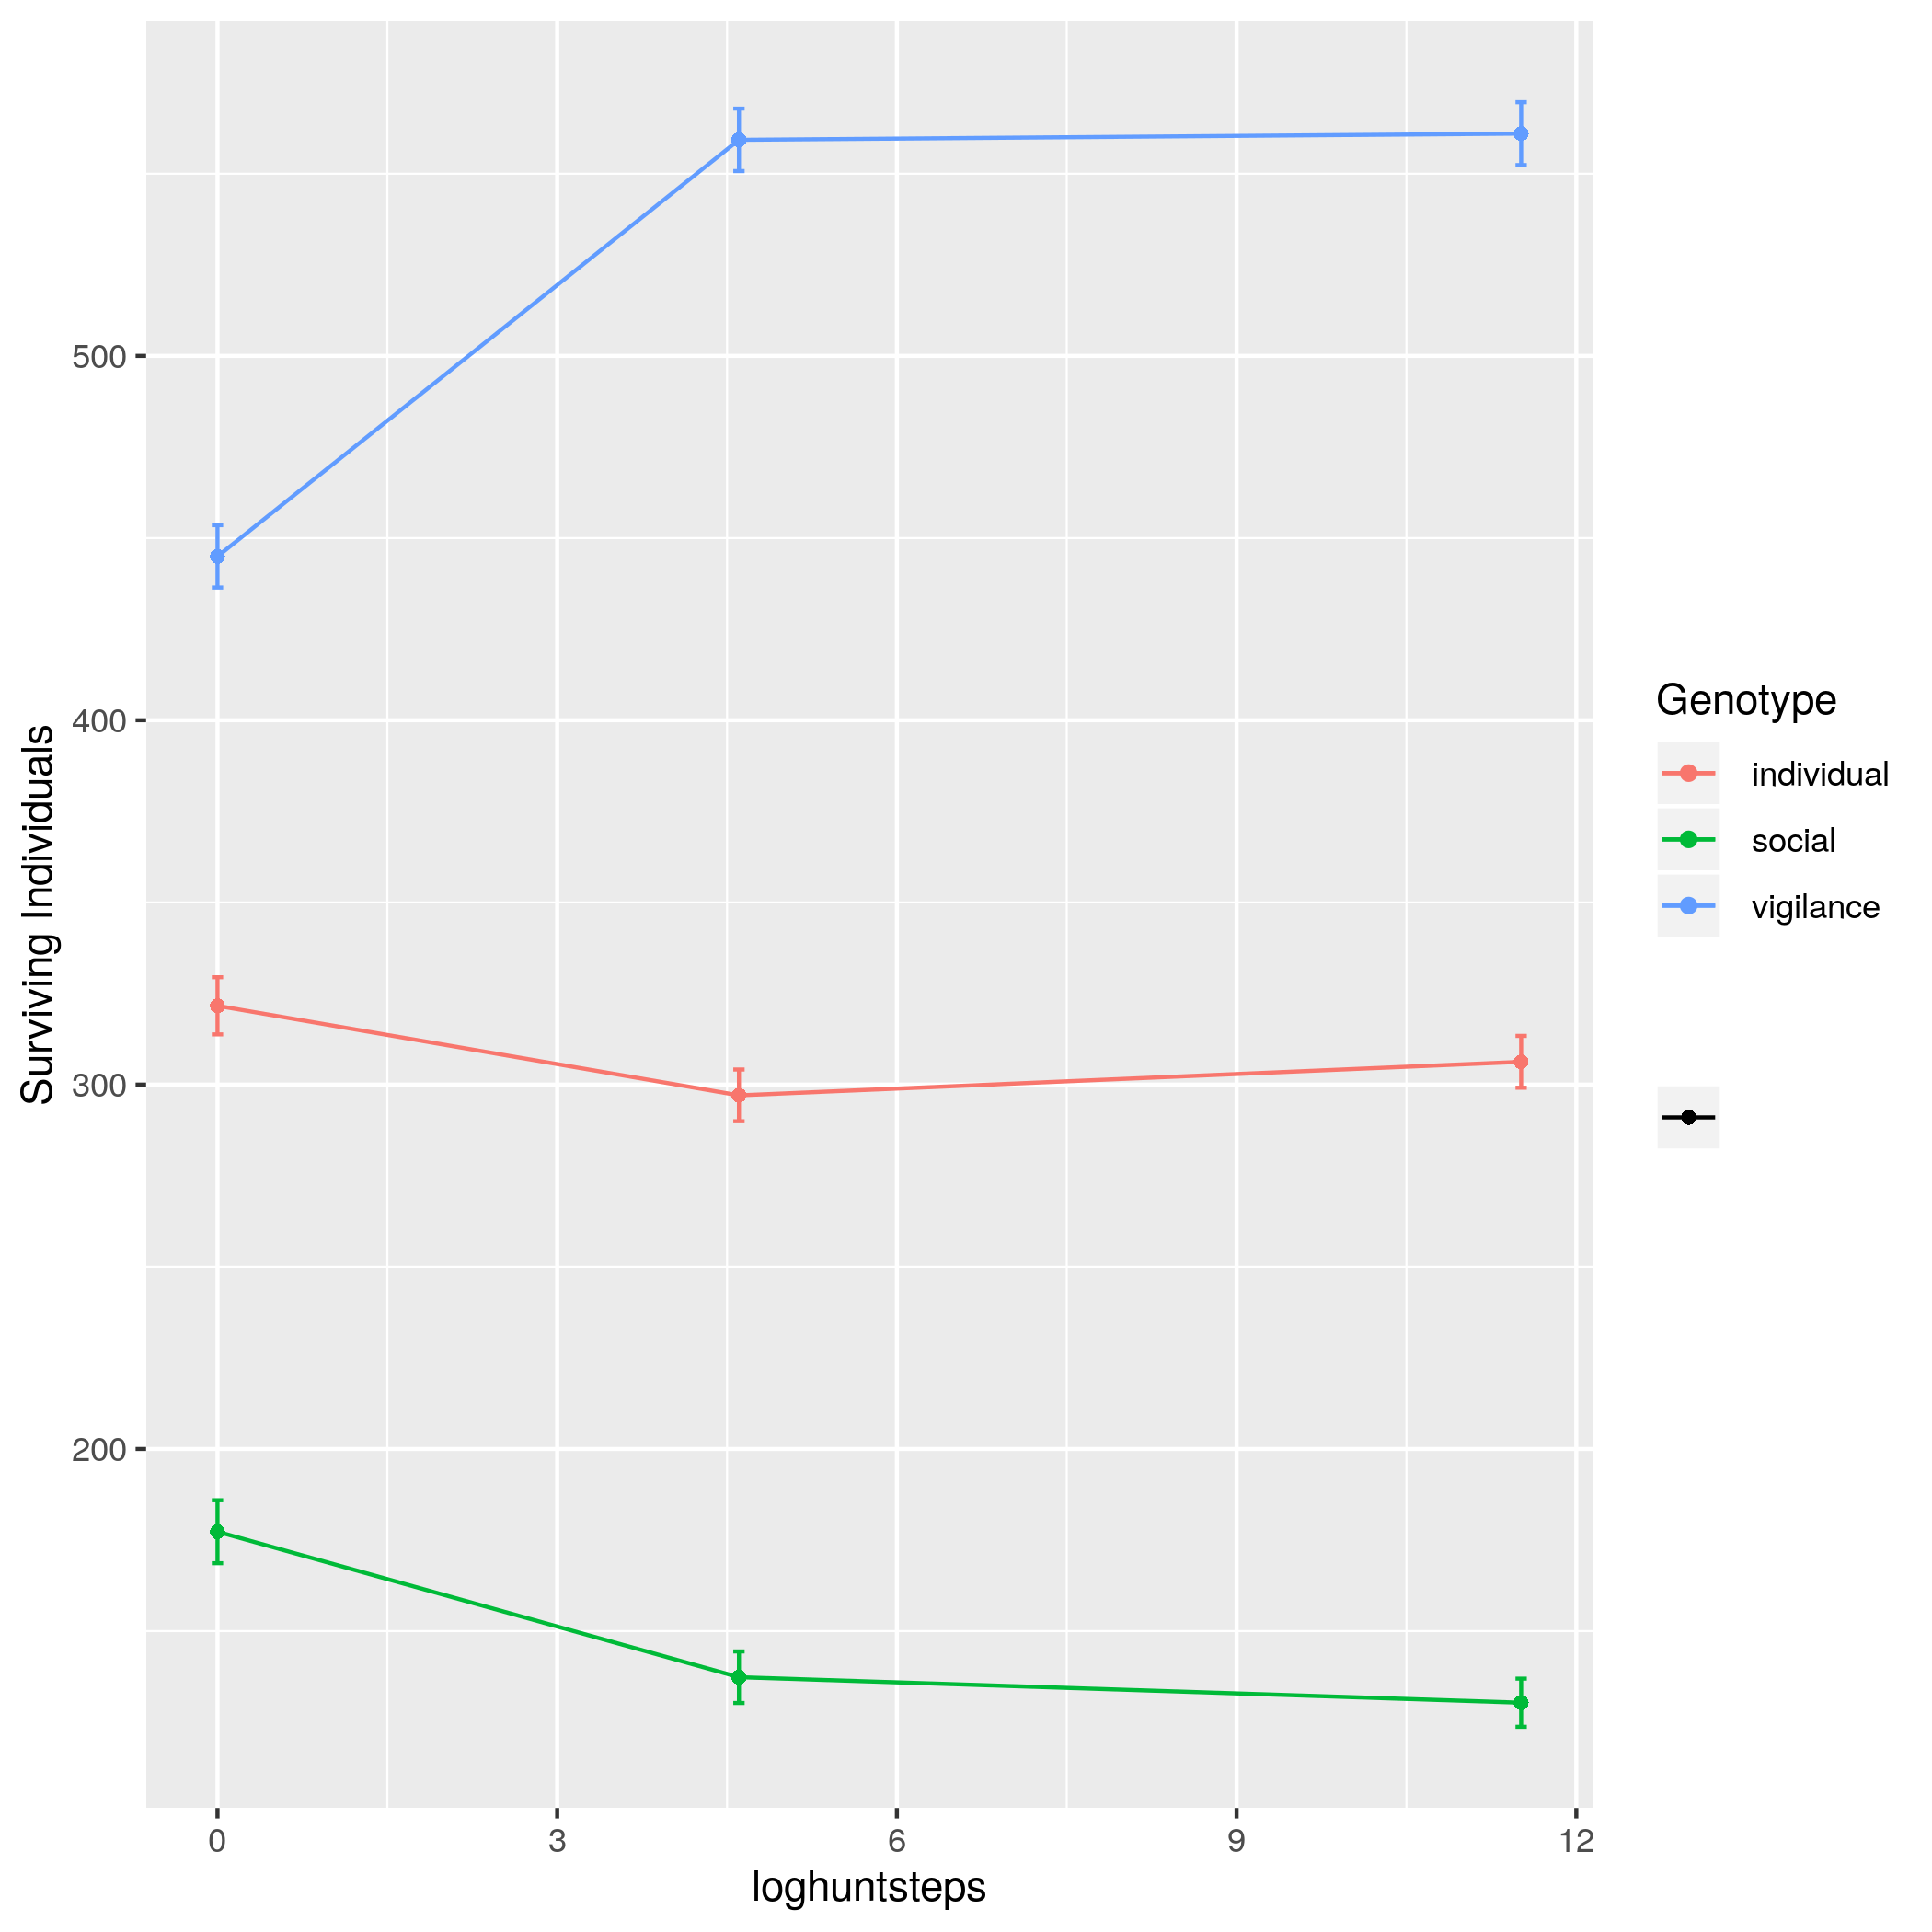 500
400
300
200
Surviving Individuals
0 3 6 9 12
loghuntsteps
Genotype
individual
social
vigilance